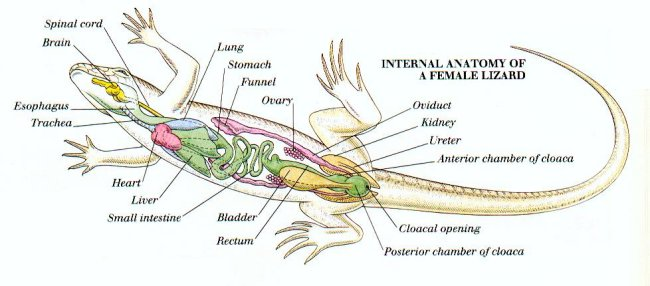 Spinal cord
Brain
Lung
Stomach
Funnel
Ovary
INTERNAL ANATOMY OF
A FEMALE LIZARD
Esophagus
Trachea
Oviduct
Kidney
Ureter
Anterior chamber of cloaca
Heart
Liver
Small intestine
Bladder
Rectum
Cloacal opening
Posterior chamber of cloaca